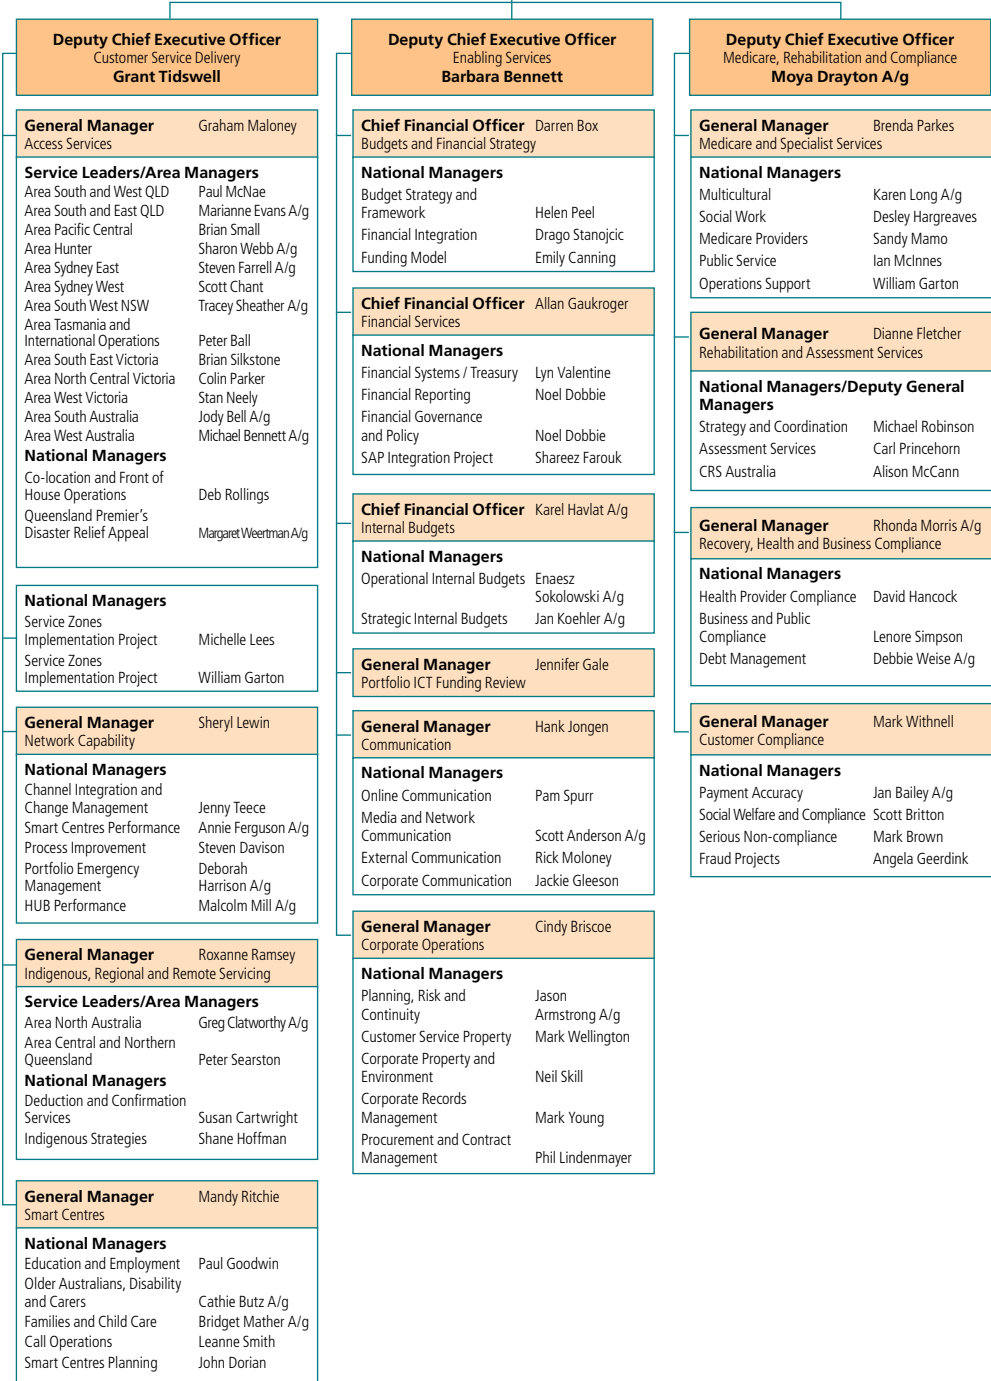 Deputy Chief Executive Officer
Customer Service Delivery
Grant Tidswell
General Manager Graham Maloney
Access Services
Service Leaders/Area Managers
Area South and West QLD Paul McNae
Area South and East QLD Marianne Evans A/g
Area Pacific Central Brian Small
Area Hunter Sharon Webb A/g
Area Sydney East Steven Farrell A/g
Area Sydney West Scott Chant
Area South West NSW Tracey Sheather A/g
Area Tasmania and
International Operations Peter Ball
Area South East Victoria Brian Silkstone
Area North Central Victoria Colin Parker
Area West Victoria Stan Neely
Area South Australia Jody Bell A/g
Area West Australia Michael Bennett A/g
National Managers
Co-location and Front of
House Operations Deb Rollings
Queensland Premier's
Disaster Relief Appeal Margaret Weertman A/g
National Managers
Service Zones
Implementation Project Michelle Lees
Service Zones
Implementation Project William Garton
General Manager Sheryl Lewin
Network Capability
National Managers
Channel Integration and
Change Management Jenny Teece
Smart Centres Performance Annie Ferguson A/g
Process Improvement Steven Davison
Portfolio Emergency Deborah
Management Harrison A/g
HUB Performance Malcolm Mill A/g
General Manager Roxanne Ramsey
Indigenous, Regional and Remote Servicing
Service Leaders/Area Managers
Area North Australia Greg Clatworthy A/g
Area Central and Northern
Queensland Peter Searston
National Managers
Deduction and Confirmation
Services Susan Cartwright
Indigenous Strategies Shane Hoffman
General Manager Mandy Ritchie
Smart Centres
National Managers
Education and Employment Paul Goodwin
Older Australians, Disability
and Carers Cathie Butz A/g
Families and Child Care Bridget Mather A/g
Call Operations Leanne Smith
Smart Centres Planning John Dorian
Deputy Chief Executive Officer
Enabling Services
Barbara Bennett
Chief Financial Officer Darren Box
Budgets and Financial Strategy
National Managers
Budget Strategy and
Framework Helen Peel
Financial Integration Drago Stanojcic
Funding Model Emily Canning
Chief Financial Officer Allan Gaukroger
Financial Services
National Managers
Financial Systems / Treasury Lyn Valentine
Financial Reporting Noel Dobbie
Financial Governance
and Policy Noel Dobbie
SAP Integration Project Shareez Farouk
Chief Financial Officer Karel Havlat A/g
Internal Budgets
National Managers
Operational Internal Budgets Enaesz
Sokolowski A/g
Strategic Internal Budgets Jan Koehler A/g
General Manager Jennifer Gale
Portfolio ICT Funding Review
General Manager Hank Jongen
Communication
National Managers
Online Communication Pam Spurr
Media and Network
Communication Scott Anderson A/g
External Communication Rick Moloney
Corporate Communication Jackie Gleeson
General Manager Cindy Briscoe
Corporate Operations
National Managers
Planning, Risk and Jason
Continuity Armstrong A/g
Customer Service Property Mark Wellington
Corporate Property and
Environment Neil Skill
Corporate Records
Management Mark Young
Procurement and Contract
Management Phil Lindenmayer
Deputy Chief Executive Officer
Medicare, Rehabilitation and Compliance
Moya Drayton A/g
General Manager Brenda Parkes
Medicare and Specialist Services
National Managers
Multicultural Karen Long A/g
Social Work Desley Hargreaves
Medicare Providers Sandy Mamo
Public Service Ian McInnes
Operations Support William Garton
General Manager Dianne Fletcher
Rehabilitation and Assessment Services
National Managers/Deputy General
Managers
Strategy and Coordination Michael Robinson
Assessment Services Carl Princehorn
CRS Australia Alison McCann
General Manager Rhonda Morris A/g
Recovery, Health and Business Compliance
National Managers
Health Provider Compliance David Hancock
Business and Public
Compliance Lenore Simpson
Debt Management Debbie Weise A/g
General Manager Mark Withnell
Customer Compliance
National Managers
Payment Accuracy Jan Bailey A/g
Social Welfare and Compliance Scott Britton
Serious Non-compliance Mark Brown
Fraud Projects Angela Geerdink